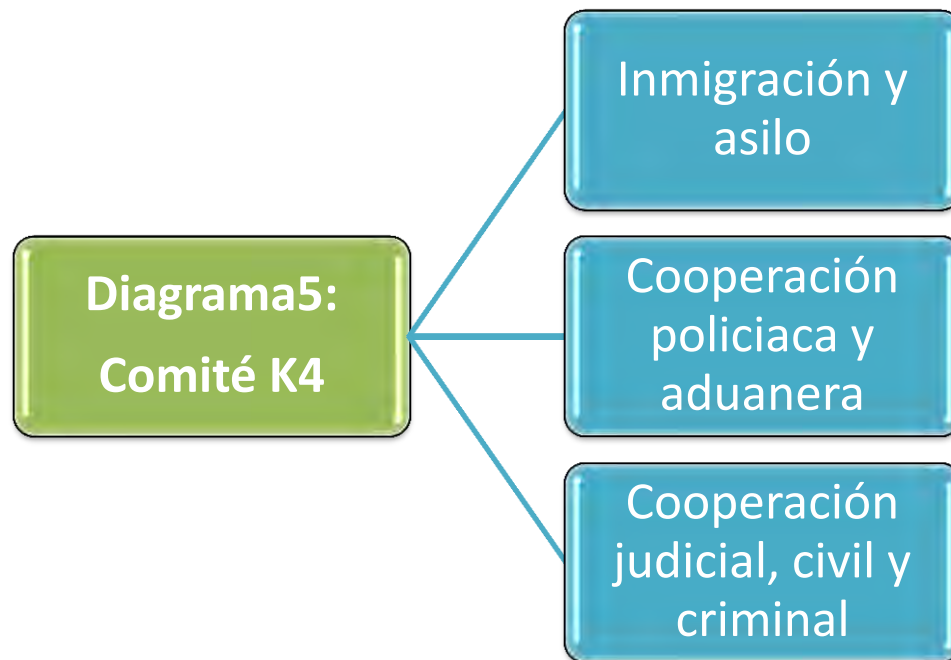 Inmigración y
asilo
Diagrama5:
Comité K4
Cooperación
policiaca y
aduanera
Cooperación
judicial, civil y
criminal